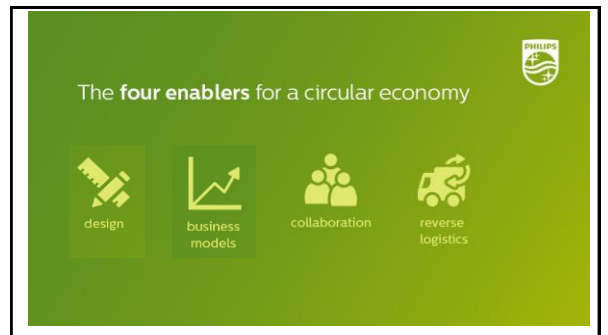 PHILIPS
The four enablers for a circular economy
design
business
models
collaboration
reverse
logistics